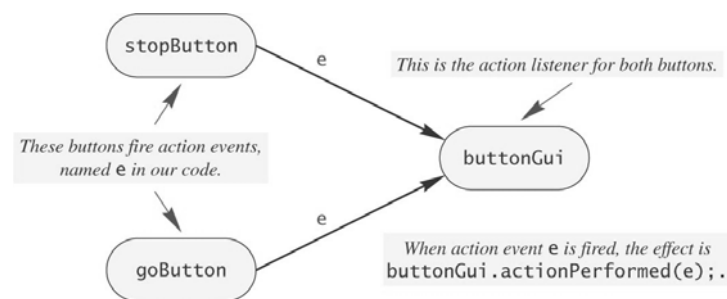 stopButton
e
This is the action listener for both buttons.
These buttons fire action events,
named e in our code.
buttonGui
e
goButton
When action event e is fired, the effect is
buttonGui.actionPerformed(e);.